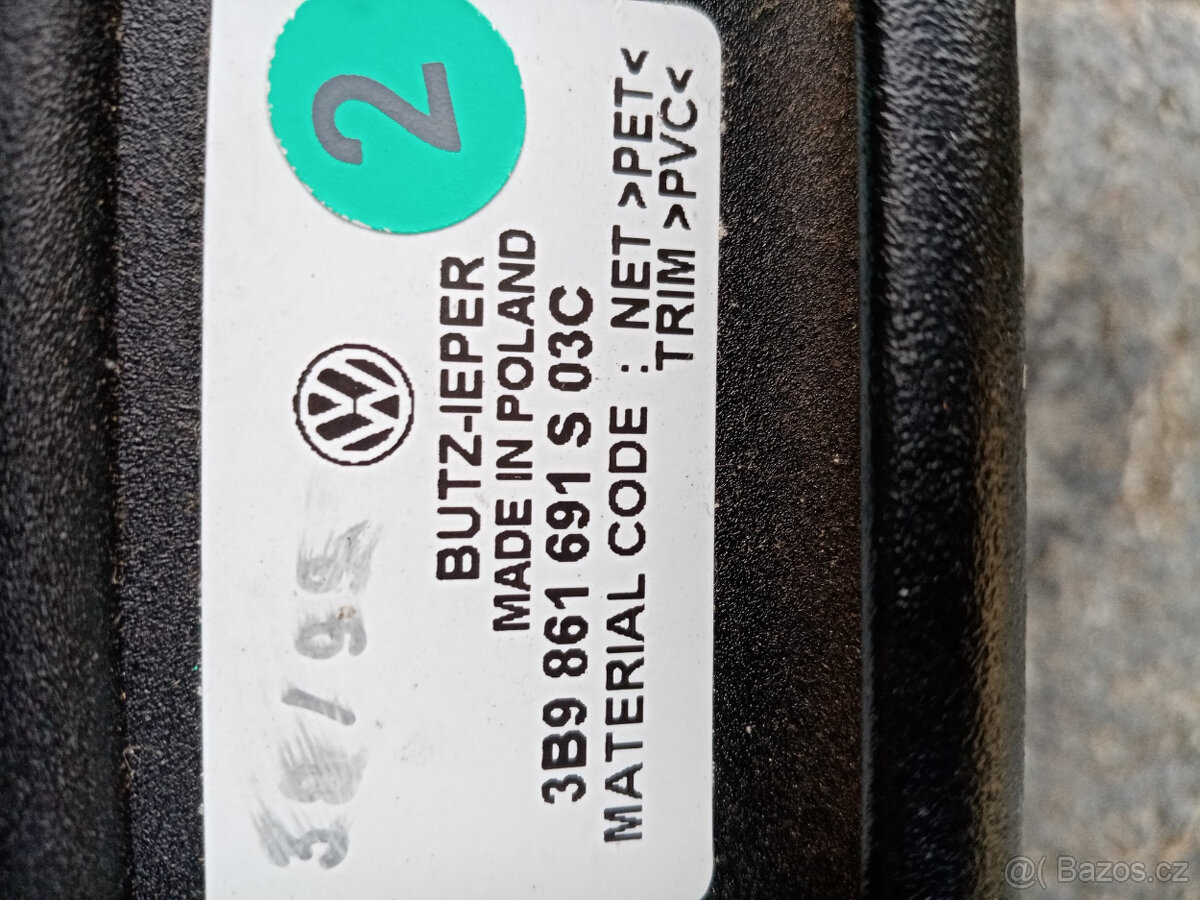 2
BUTZ-IEPER
MADE IN POLAND
3B9 861 691 S 03C
MATERIAL CODE : NET >PET<
TRIM >PVC<
Bazos.cz